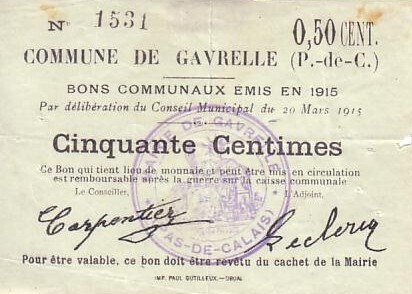 N° 1531
0,50 CENT.
COMMUNE DE GAVRELLE (P.-de-C.)
BONS COMMUNAUX EMIS EN 1915
Par délibération du Conseil Municipal du 20 Mars 1915
Cinquante Centimes
Ce Bon qui tient lieu de monnaie et peut être mis en circulation
est remboursable après la guerre sur la caisse communale
Le Conseiller, L'Adjoint,
MAIRIE DE GAVRELLE
(PAS-DE-CALAIS)
Carpentier Leclercq
Pour être valable, ce bon doit être revêtu du cachet de la Mairie
IMP. PAUL DUTILLEUX.—DOUAI